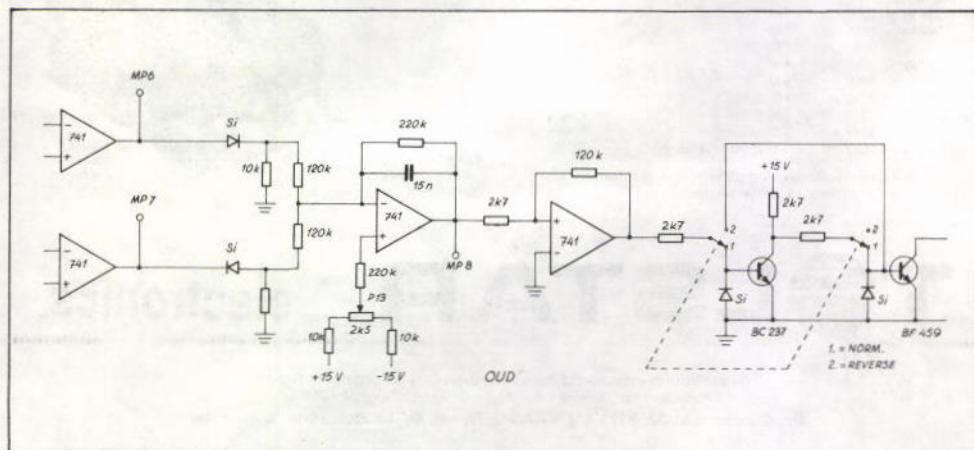 MP6
741
Si
10k
120k
220k
15n
120k
+15V
2k7
MP7
741
Si
120k
741
2k7
MP8
741
2k7
2
1
2k7
2
1
220k
P13
2k5
10k
10k
+15V
-15V
OUD
Si
BC 237
Si
BF 459
1. = NORM.
2. = REVERSE